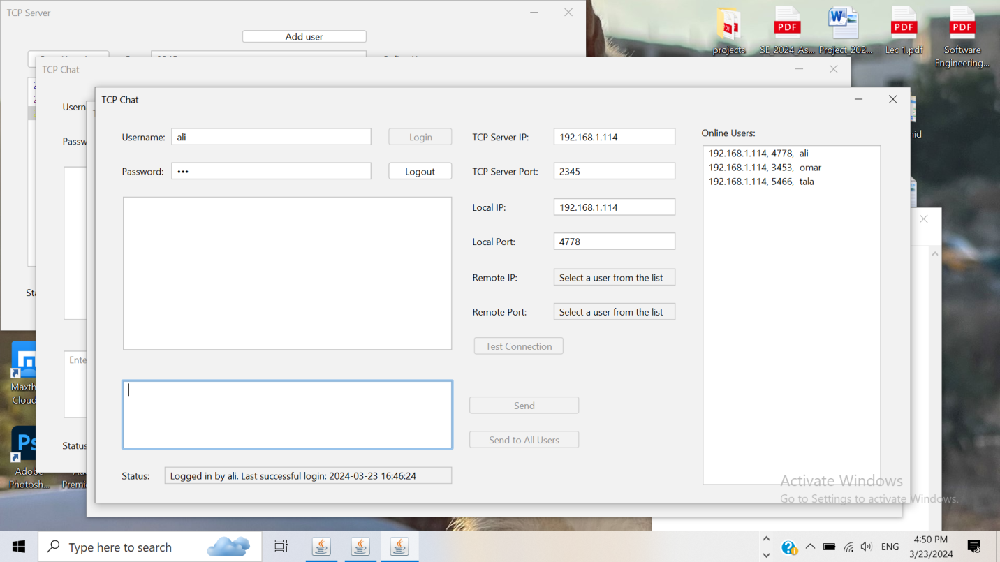 TCP Server
Add user
TCP Chat
Usern
Passw
Sta
Ente
Status
TCP Chat
Username:
ali
Login
Password:
•••
Logout
TCP Server IP:
192.168.1.114
TCP Server Port:
2345
Local IP:
192.168.1.114
Local Port:
4778
Remote IP:
Select a user from the list
Remote Port:
Select a user from the list
Test Connection
Send
Send to All Users
Status:
Logged in by ali. Last successful login: 2024-03-23 16:46:24
Online Users:
192.168.1.114, 4778, ali
192.168.1.114, 3453, omar
192.168.1.114, 5466, tala
projects
SE_2024_As...
Project_202...
Lec 1.pdf
Software
Engineering...
PDF
PDF
PDF
nid
Maxth
Cloud
Ps
Adob
Photosh...
Premi
Activate Windows
Go to Settings to activate Windows.
Type here to search
ENG
4:50 PM
3/23/2024